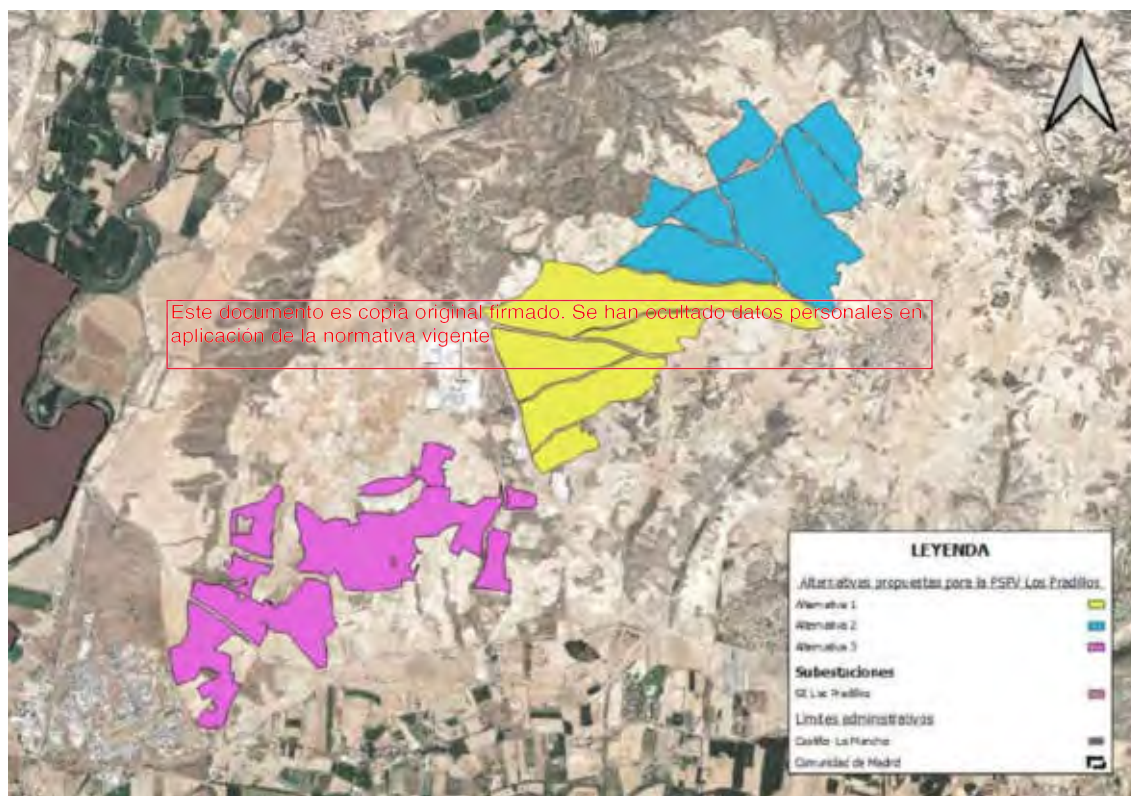 Este documento es copia original firmado. Se han ocultado datos personales en
aplicación de la normativa vigente
LEYENDA
Alternativas propuestas para la PSFV Los Pradillos
Alternativa 1
Alternativa 2
Alternativa 3
Subestaciones
SE Los Pradillos
Límites administrativos
Castilla- La Mancha
Comunidad de Madrid